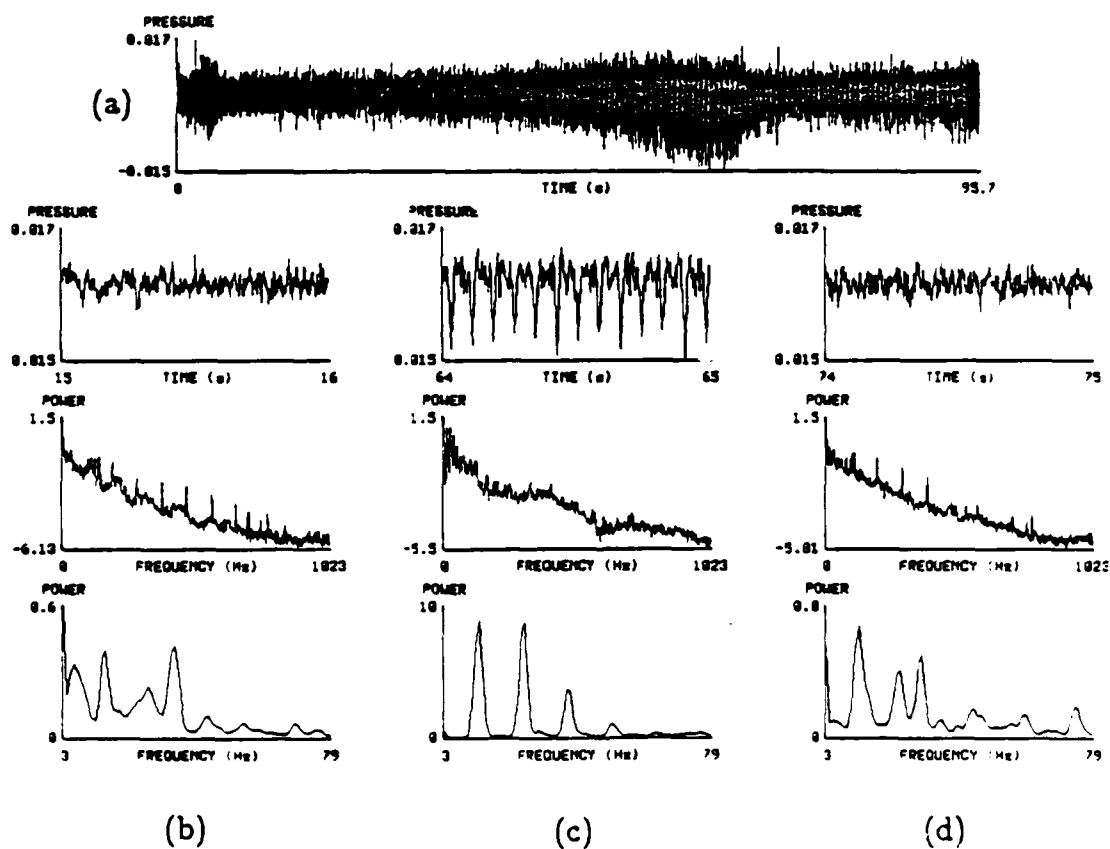 PRESSURE
0.017
(a)
-0.015
0 TIME (s) 95.7
PRESSURE PRESSURE PRESSURE
0.017 0.017 0.017
0.015 0.015 0.015
15 TIME (s) 16 64 TIME (s) 65 74 TIME (s) 75
POWER POWER POWER
1.5 1.5 1.5
-6.13 -5.5 -5.81
0 FREQUENCY (Hz) 1023 0 FREQUENCY (Hz) 1023 0 FREQUENCY (Hz) 1023
POWER POWER POWER
0.6 10 0.8
0 0 0
3 FREQUENCY (Hz) 79 3 FREQUENCY (Hz) 79 3 FREQUENCY (Hz) 79
(b) (c) (d)